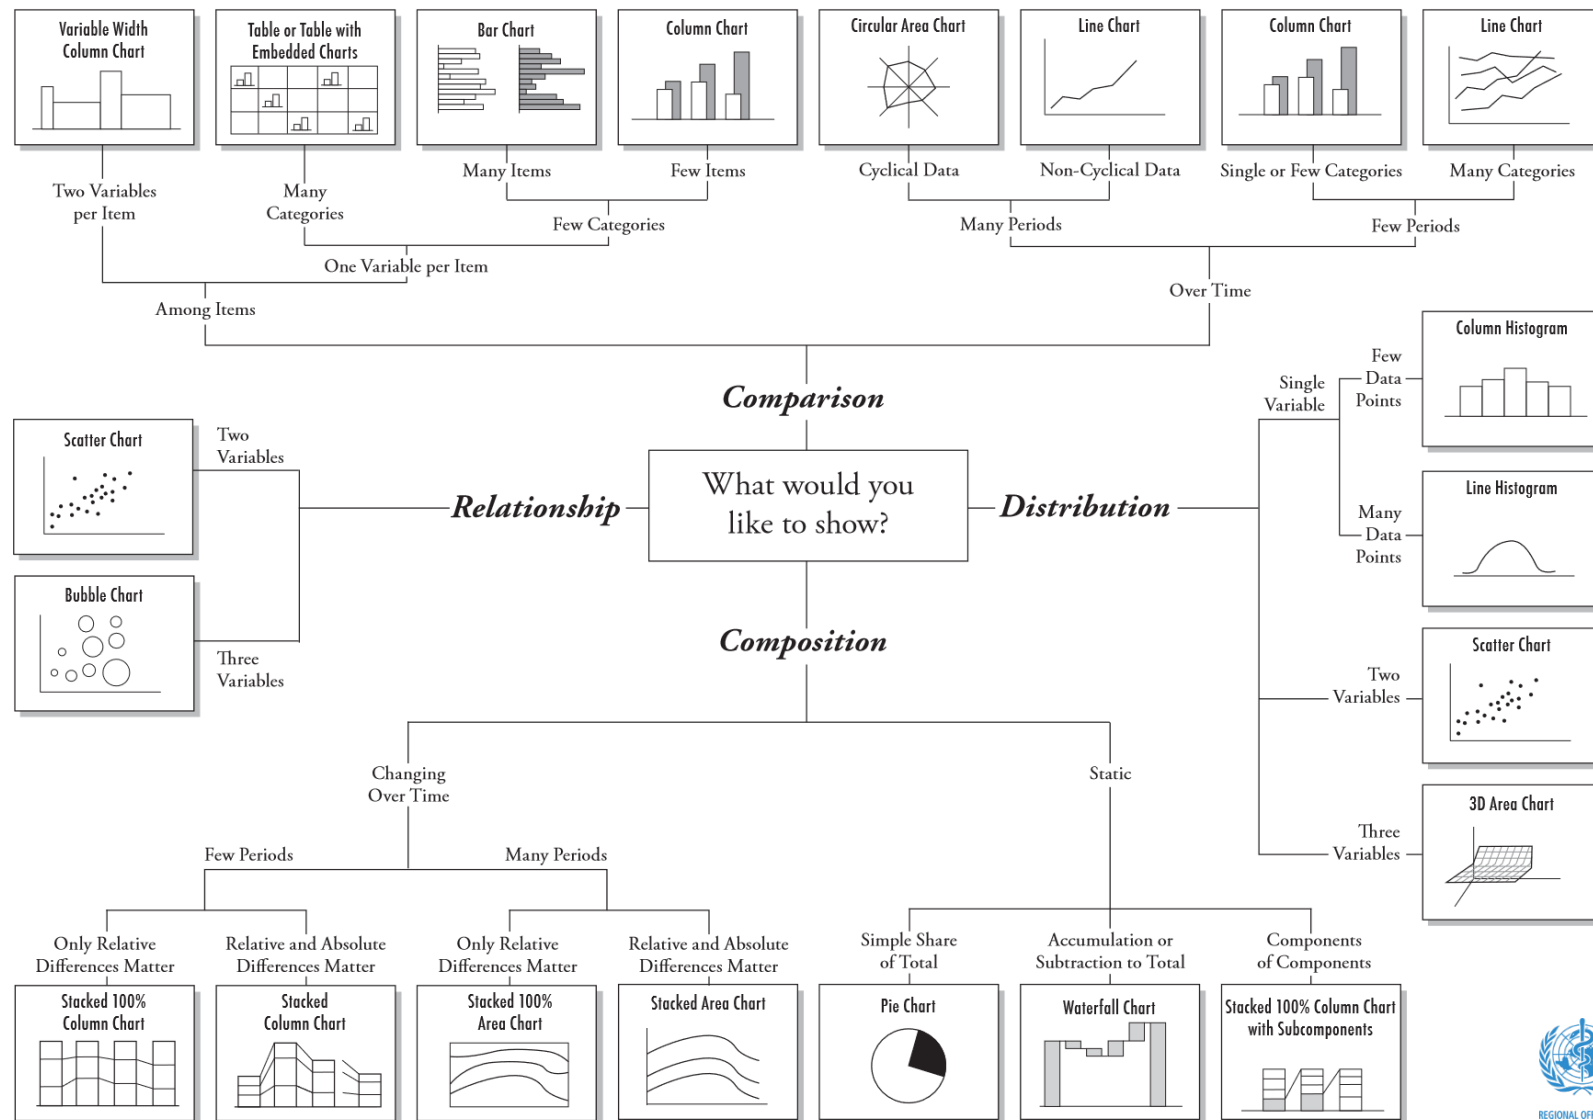 Variable Width
Column Chart
Table or Table with
Embedded Charts
Bar Chart
Column Chart
Circular Area Chart
Line Chart
Column Chart
Line Chart
Two Variables
per Item
Many
Categories
Many Items
Few Items
Cyclical Data
Non-Cyclical Data
Single or Few Categories
Many Categories
Few Categories
Many Periods
Few Periods
One Variable per Item
Over Time
Among Items
Comparison
Single
Variable
Few
Data
Points
Column Histogram
Scatter Chart
Two
Variables
Relationship
What would you
like to show?
Distribution
Many
Data
Points
Line Histogram
Bubble Chart
Three
Variables
Composition
Two
Variables
Scatter Chart
Changing
Over Time
Static
Three
Variables
3D Area Chart
Few Periods
Many Periods
Only Relative
Differences Matter
Relative and Absolute
Differences Matter
Only Relative
Differences Matter
Relative and Absolute
Differences Matter
Simple Share
of Total
Accumulation or
Subtraction to Total
Components
of Components
Stacked 100%
Column Chart
Stacked
Column Chart
Stacked 100%
Area Chart
Stacked Area Chart
Pie Chart
Waterfall Chart
Stacked 100% Column Chart
with Subcomponents
REGIONAL